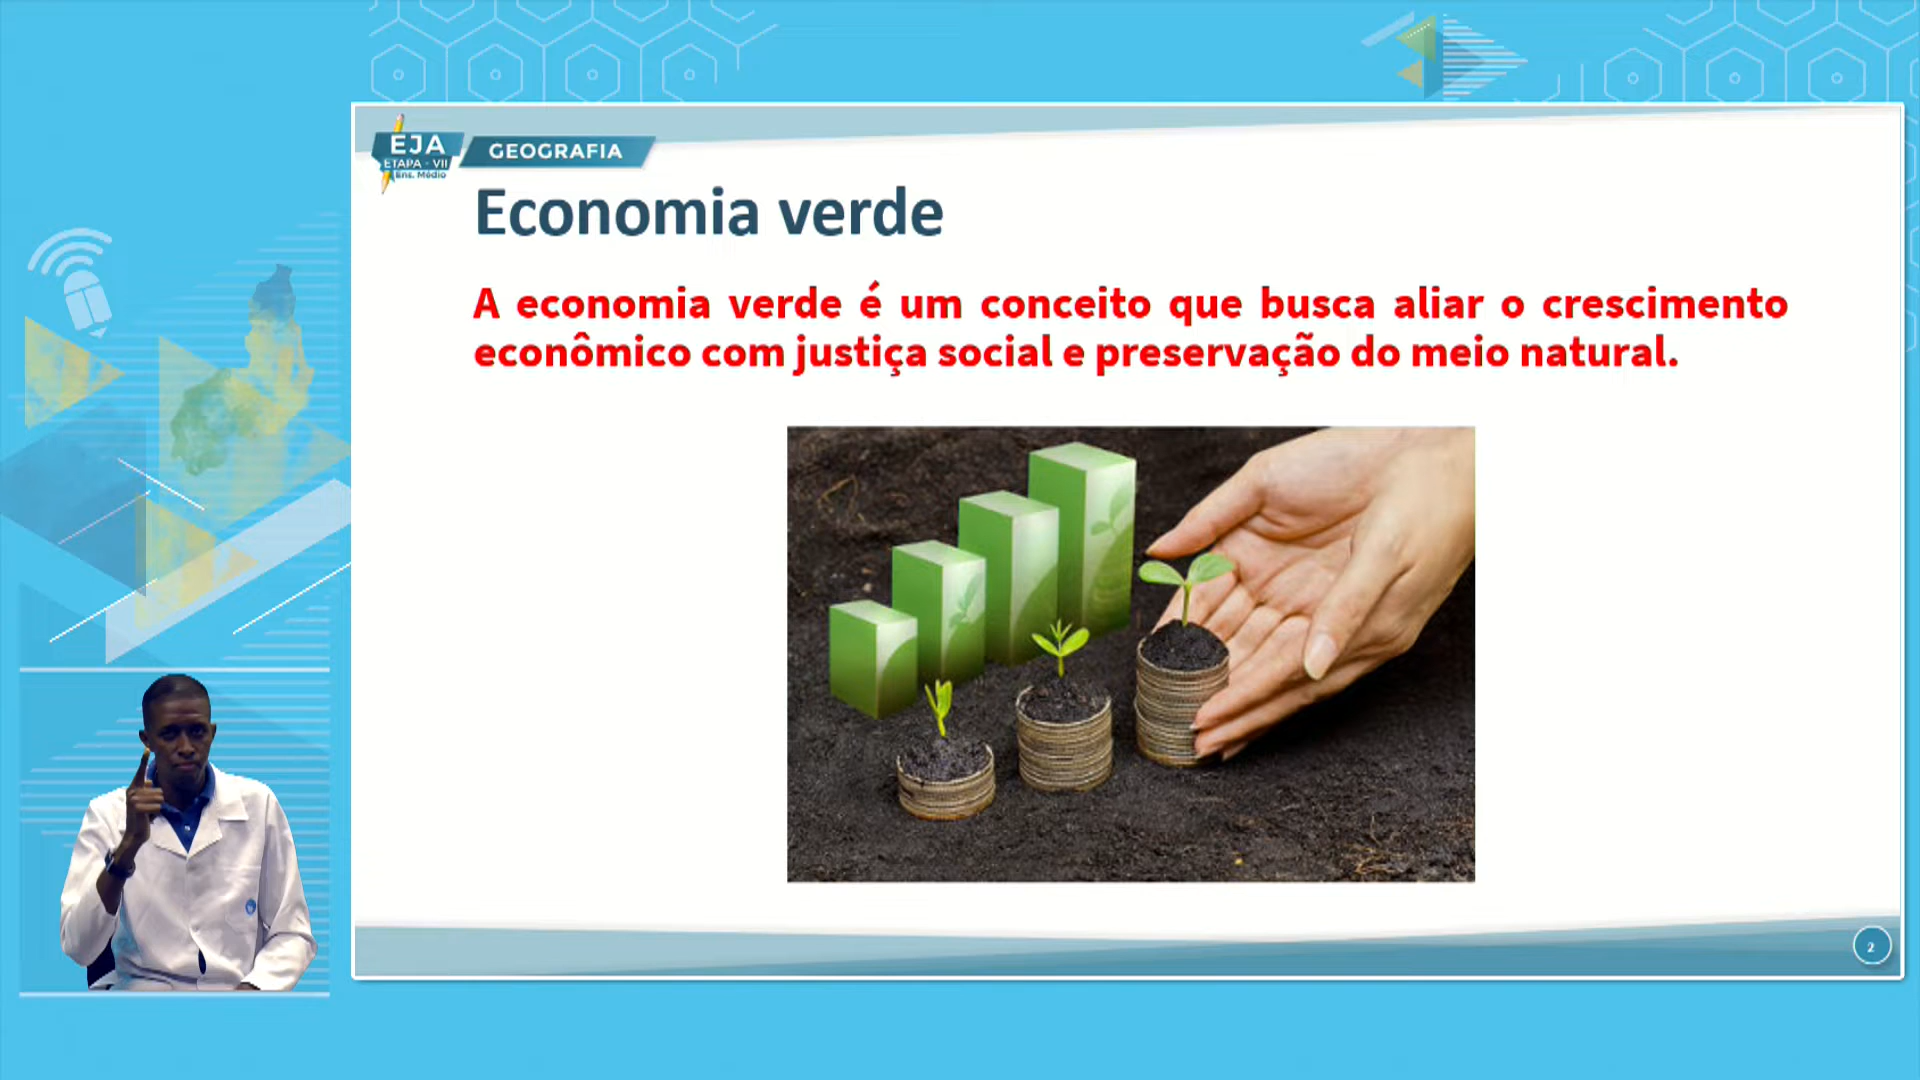 EJA
ETAPA - VII
Ens. Médio
GEOGRAFIA
Economia verde
A economia verde é um conceito que busca aliar o crescimento
econômico com justiça social e preservação do meio natural.
2